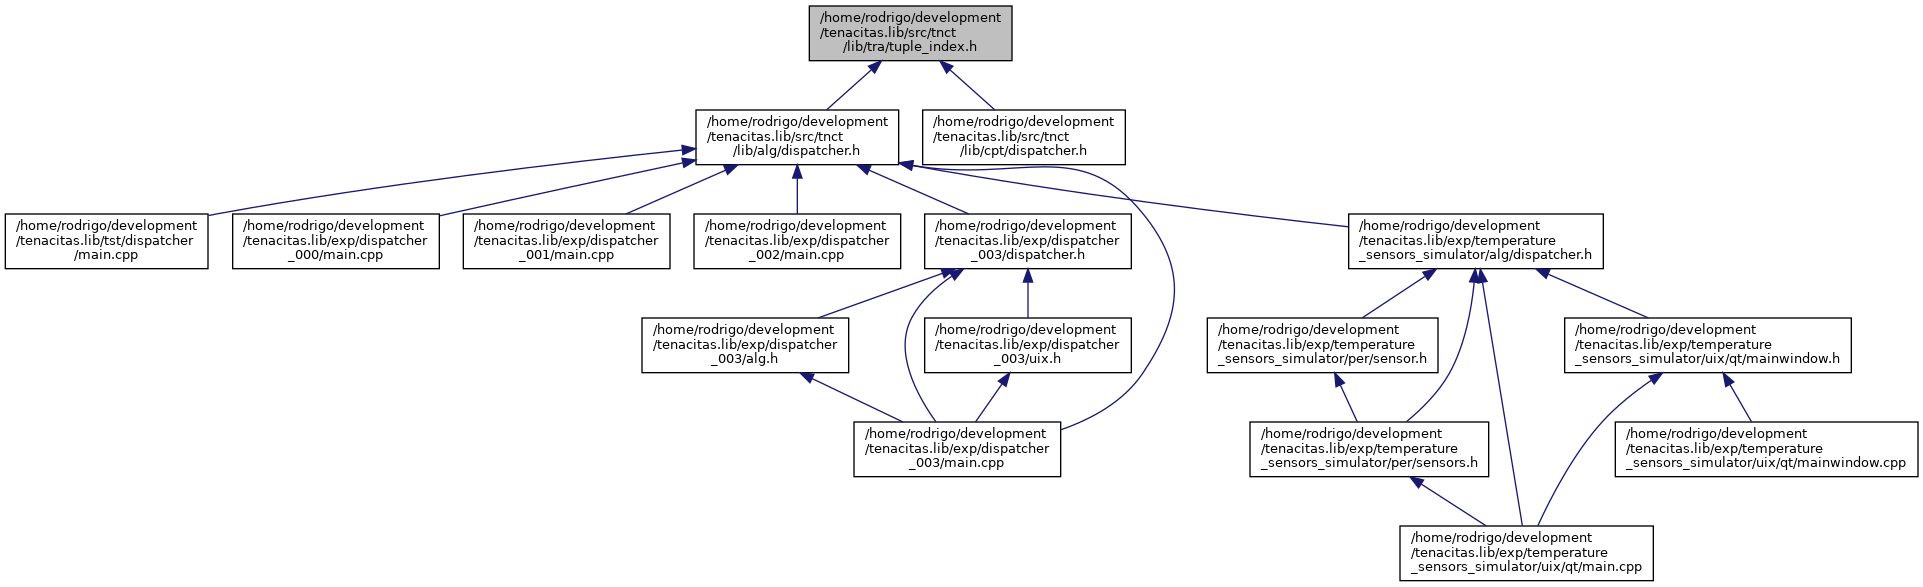 /home/rodrigo/development
/tenacitas.lib/src/tnct
/lib/tra/tuple_index.h
/home/rodrigo/development
/tenacitas.lib/src/tnct
/lib/alg/dispatcher.h
/home/rodrigo/development
/tenacitas.lib/src/tnct
/lib/cpt/dispatcher.h
/home/rodrigo/development
/tenacitas.lib/tst/dispatcher
/main.cpp
/home/rodrigo/development
/tenacitas.lib/exp/dispatcher
_000/main.cpp
/home/rodrigo/development
/tenacitas.lib/exp/dispatcher
_001/main.cpp
/home/rodrigo/development
/tenacitas.lib/exp/dispatcher
_002/main.cpp
/home/rodrigo/development
/tenacitas.lib/exp/dispatcher
_003/dispatcher.h
/home/rodrigo/development
/tenacitas.lib/exp/temperature
_sensors_simulator/alg/dispatcher.h
/home/rodrigo/development
/tenacitas.lib/exp/dispatcher
_003/alg.h
/home/rodrigo/development
/tenacitas.lib/exp/dispatcher
_003/uix.h
/home/rodrigo/development
/tenacitas.lib/exp/temperature
_sensors_simulator/per/sensor.h
/home/rodrigo/development
/tenacitas.lib/exp/temperature
_sensors_simulator/uix/qt/mainwindow.h
/home/rodrigo/development
/tenacitas.lib/exp/dispatcher
_003/main.cpp
/home/rodrigo/development
/tenacitas.lib/exp/temperature
_sensors_simulator/per/sensors.h
/home/rodrigo/development
/tenacitas.lib/exp/temperature
_sensors_simulator/uix/qt/mainwindow.cpp
/home/rodrigo/development
/tenacitas.lib/exp/temperature
_sensors_simulator/uix/qt/main.cpp